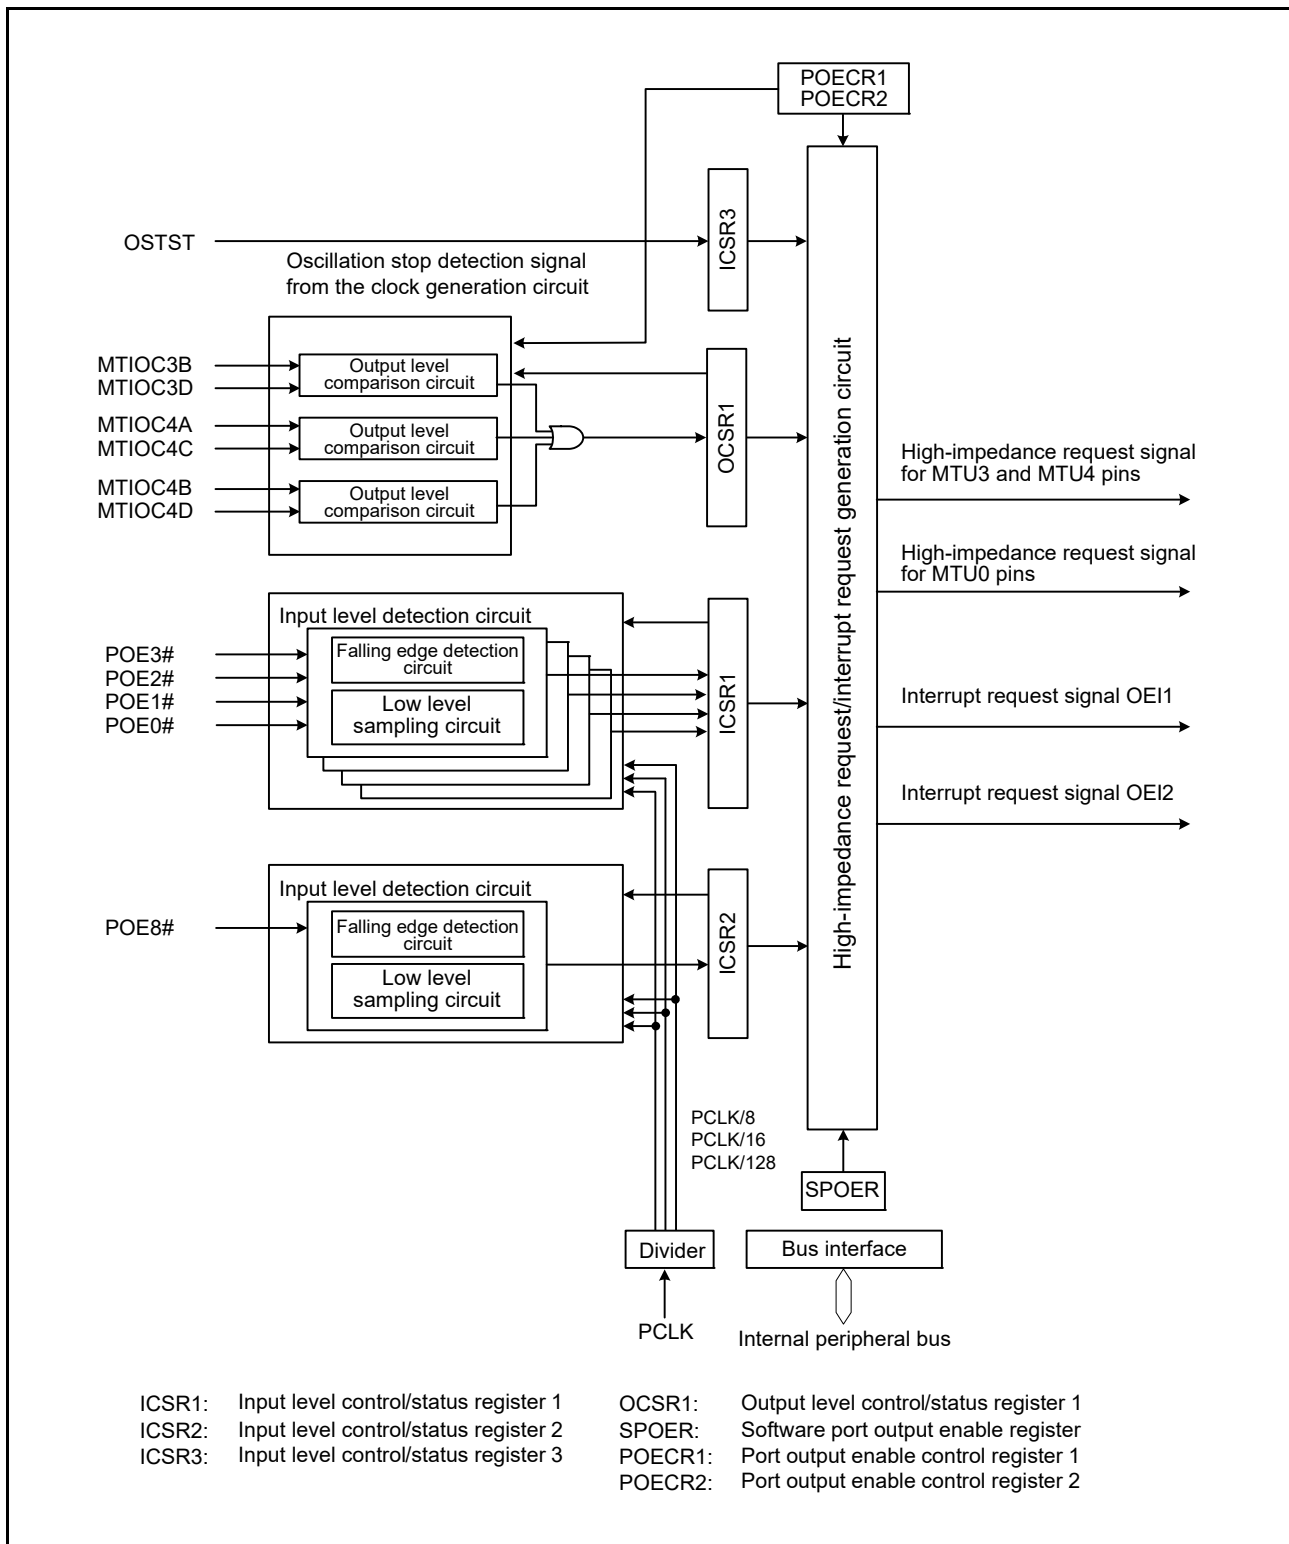 POECR1
POECR2
OSTST
ICSR3
Oscillation stop detection signal
from the clock generation circuit
MTIOC3B
MTIOC3D
Output level
comparison circuit
MTIOC4A
MTIOC4C
Output level
comparison circuit
MTIOC4B
MTIOC4D
Output level
comparison circuit
OCSR1
High-impedance request/interrupt request generation circuit
High-impedance request signal
for MTU3 and MTU4 pins
High-impedance request signal
for MTU0 pins
Input level detection circuit
POE3#
POE2#
POE1#
POE0#
Falling edge detection
circuit
Low level
sampling circuit
ICSR1
Interrupt request signal OEI1
Interrupt request signal OEI2
Input level detection circuit
POE8#
Falling edge detection
circuit
Low level
sampling circuit
ICSR2
PCLK/8
PCLK/16
PCLK/128
SPOER
Divider
Bus interface
PCLK
Internal peripheral bus
ICSR1: Input level control/status register 1
ICSR2: Input level control/status register 2
ICSR3: Input level control/status register 3
OCSR1: Output level control/status register 1
SPOER: Software port output enable register
POECR1: Port output enable control register 1
POECR2: Port output enable control register 2